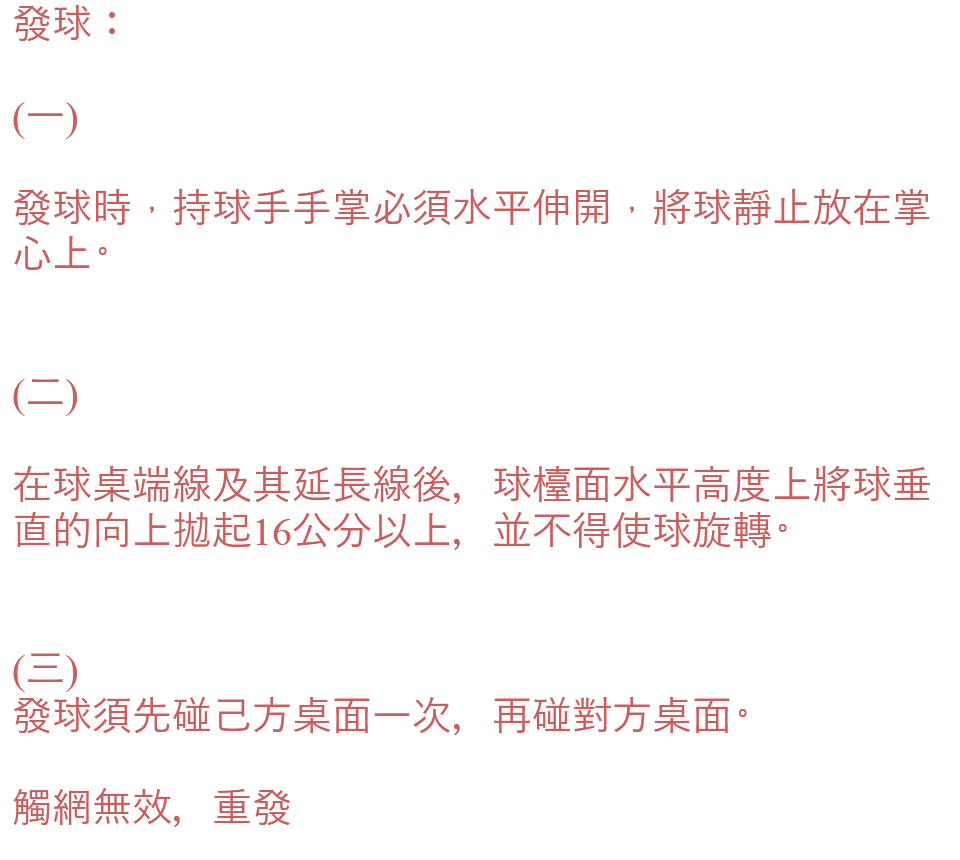 發球：
(一)
發球時，持球手手掌必須水平伸開，將球靜止放在掌
心上。
(二)
在球桌端線及其延長線後, 球檯面水平高度上將球垂
直的向上拋起16公分以上, 並不得使球旋轉。
(三)
發球須先碰己方桌面一次, 再碰對方桌面。
觸網無效, 重發